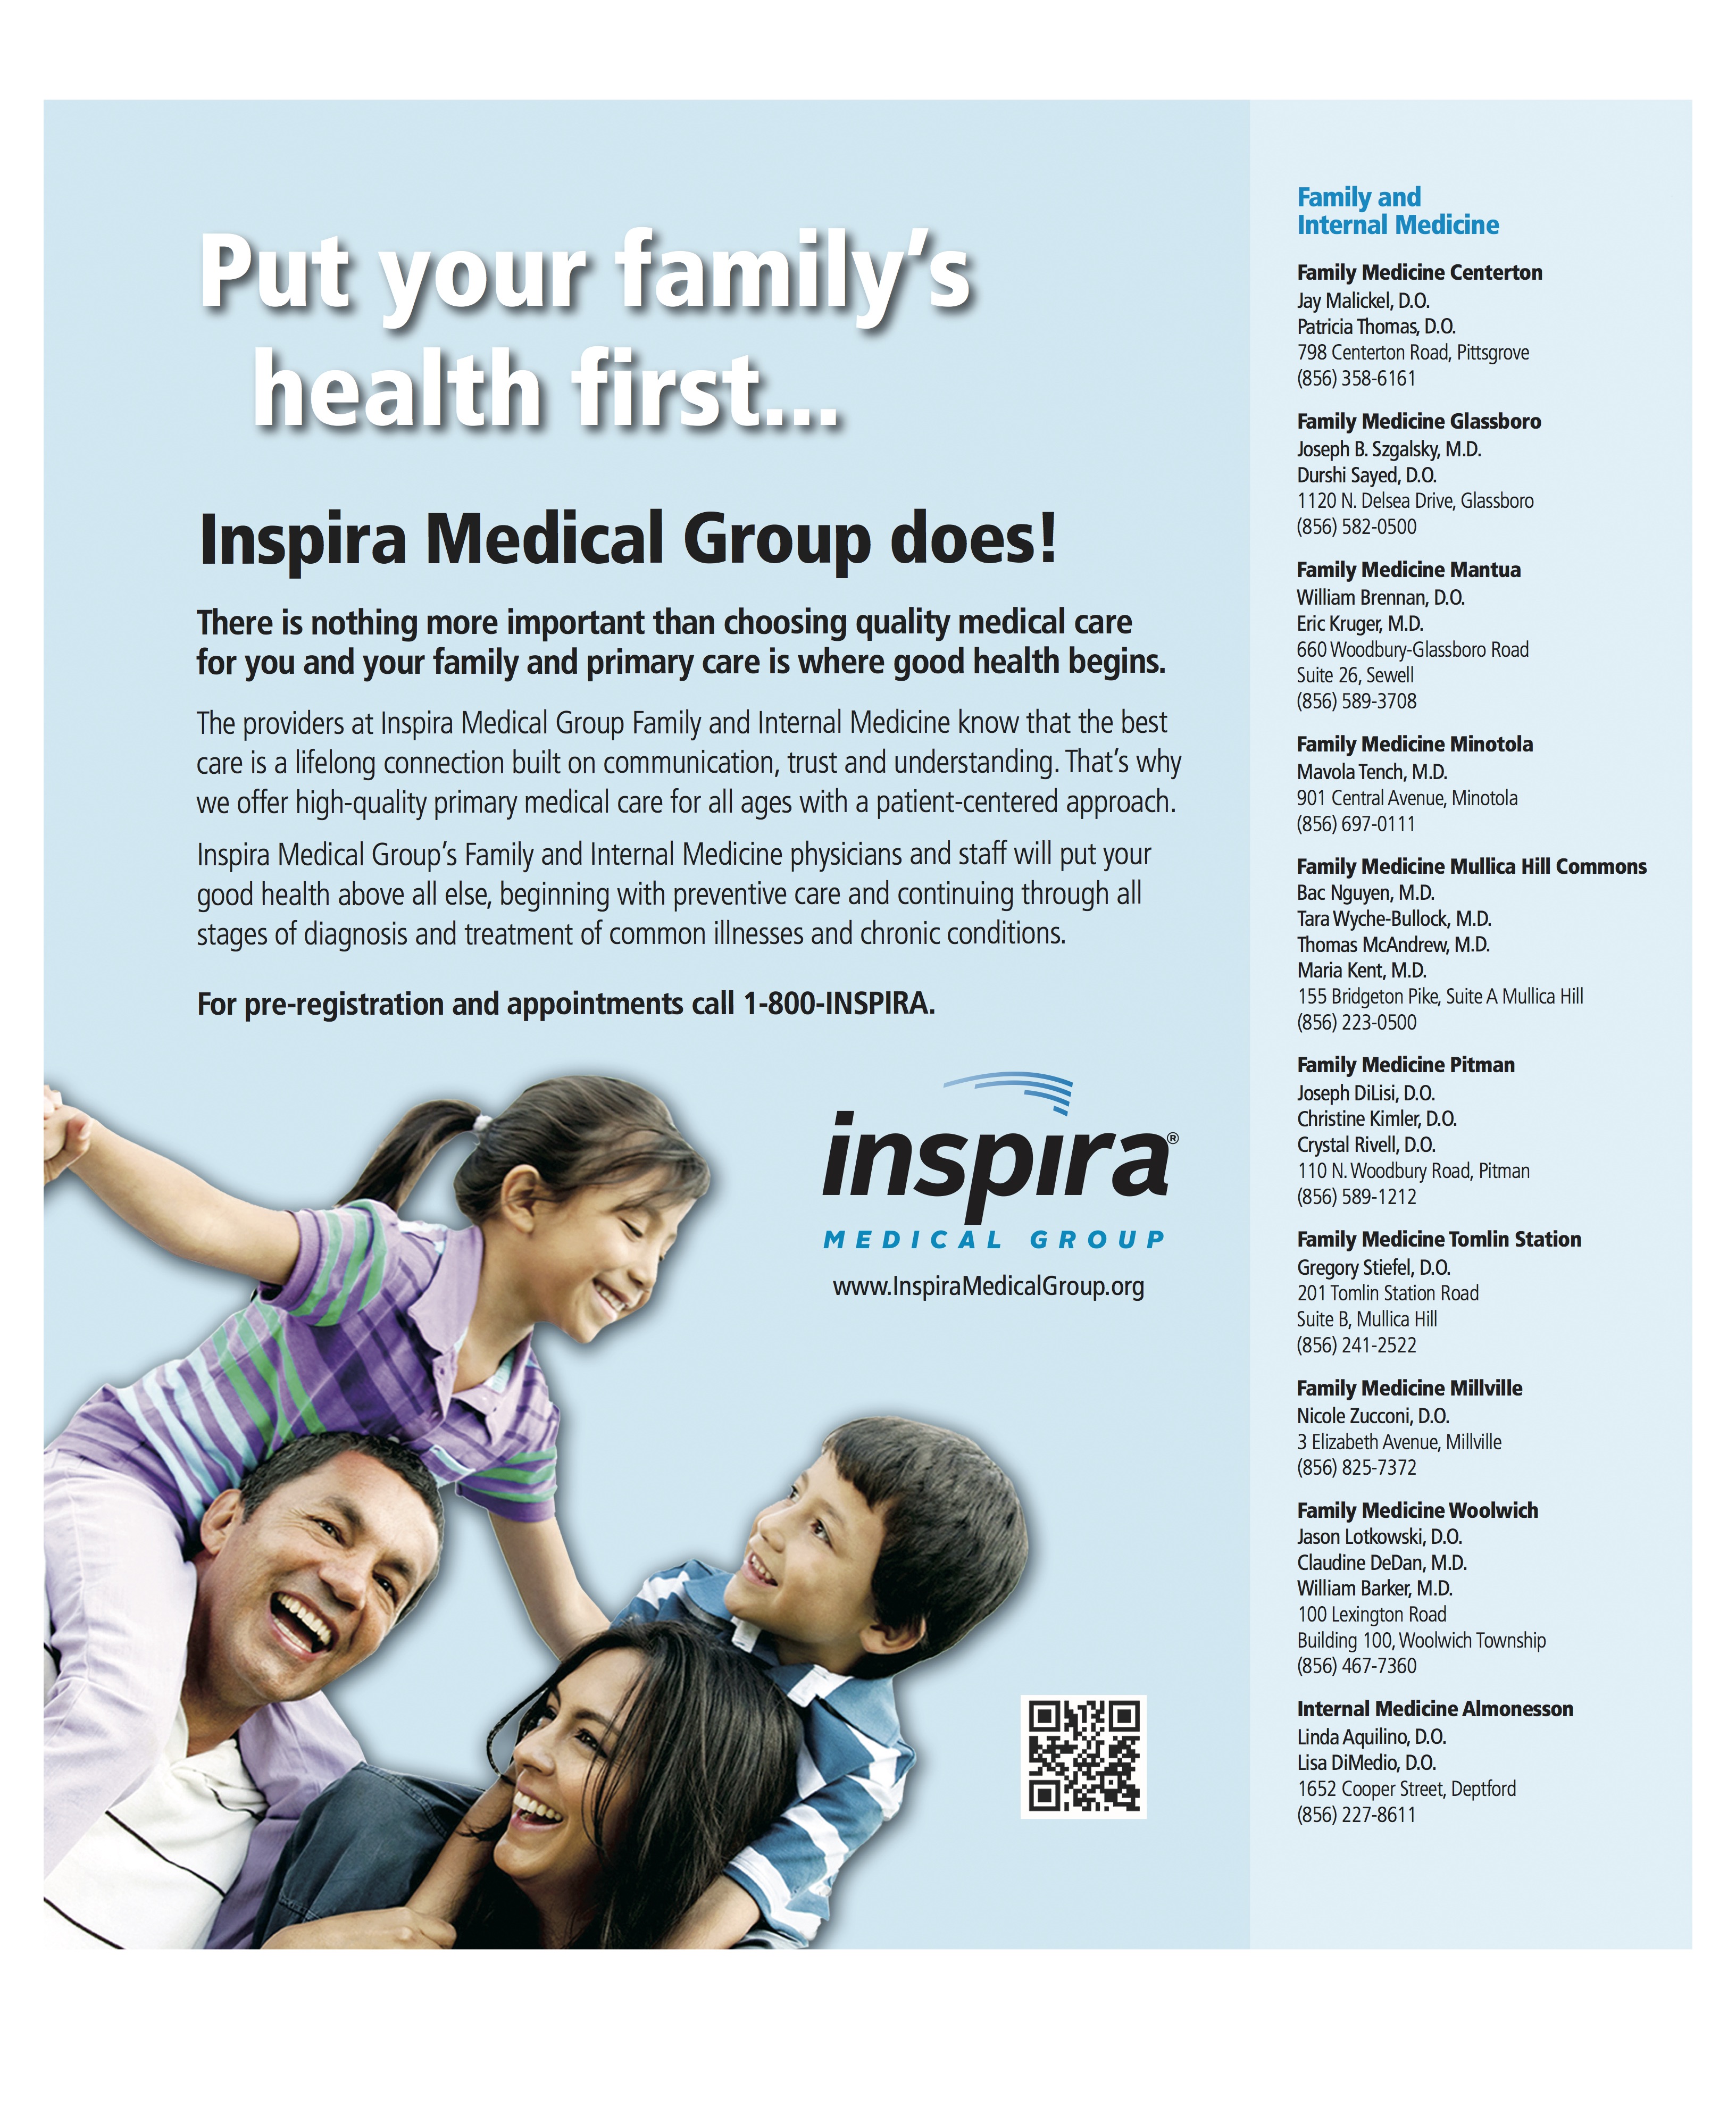 Put your family's
health first...
Inspira Medical Group does!
There is nothing more important than choosing quality medical care
for you and your family and primary care is where good health begins.
The providers at Inspira Medical Group Family and Internal Medicine know that the best
care is a lifelong connection built on communication, trust and understanding. That's why
we offer high-quality primary medical care for all ages with a patient-centered approach.
Inspira Medical Group's Family and Internal Medicine physicians and staff will put your
good health above all else, beginning with preventive care and continuing through all
stages of diagnosis and treatment of common illnesses and chronic conditions.
For pre-registration and appointments call 1-800-INSPIRA.
inspira®
MEDICAL GROUP
www.InspiraMedicalGroup.org
Family and
Internal Medicine
Family Medicine Centerton
Jay Malickel, D.O.
Patricia Thomas, D.O.
798 Centerton Road, Pittsgrove
(856) 358-6161
Family Medicine Glassboro
Joseph B. Szgalsky, M.D.
Durshi Sayed, D.O.
1120 N. Delsea Drive, Glassboro
(856) 582-0500
Family Medicine Mantua
William Brennan, D.O.
Eric Kruger, M.D.
660 Woodbury-Glassboro Road
Suite 26, Sewell
(856) 589-3708
Family Medicine Minotola
Mavola Tench, M.D.
901 Central Avenue, Minotola
(856) 697-0111
Family Medicine Mullica Hill Commons
Bac Nguyen, M.D.
Tara Wyche-Bullock, M.D.
Thomas McAndrew, M.D.
Maria Kent, M.D.
155 Bridgeton Pike, Suite A Mullica Hill
(856) 223-0500
Family Medicine Pitman
Joseph DiLisi, D.O.
Christine Kimler, D.O.
Crystal Rivell, D.O.
110 N. Woodbury Road, Pitman
(856) 589-1212
Family Medicine Tomlin Station
Gregory Stiefel, D.O.
201 Tomlin Station Road
Suite B, Mullica Hill
(856) 241-2522
Family Medicine Millville
Nicole Zucconi, D.O.
3 Elizabeth Avenue, Millville
(856) 825-7372
Family Medicine Woolwich
Jason Lotkowski, D.O.
Claudine DeDan, M.D.
William Barker, M.D.
100 Lexington Road
Building 100, Woolwich Township
(856) 467-7360
Internal Medicine Almonesson
Linda Aquilino, D.O.
Lisa DiMedio, D.O.
1652 Cooper Street, Deptford
(856) 227-8611